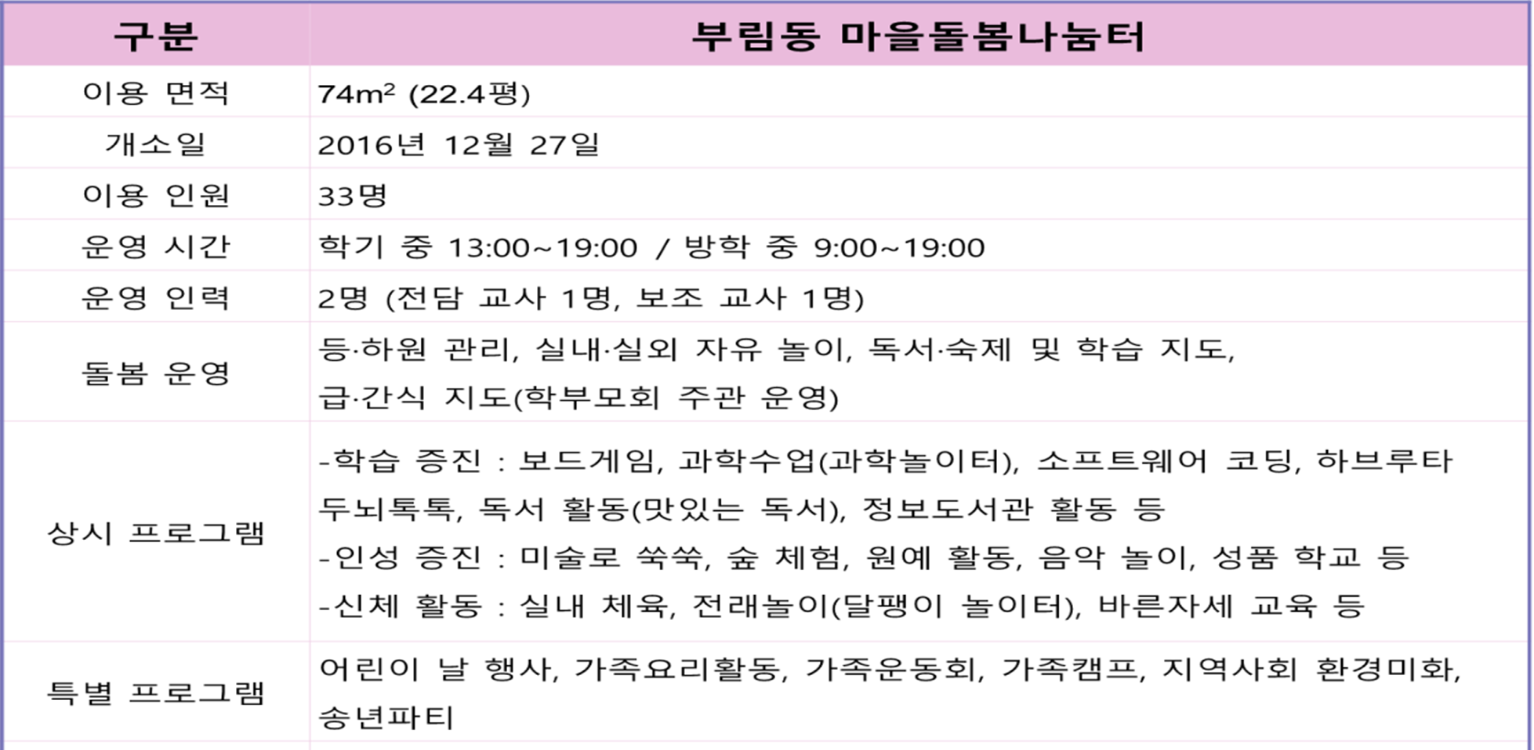 구분 부림동 마을돌봄나눔터
이용 면적 74m² (22.4평)
개소일 2016년 12월 27일
이용 인원 33명
운영 시간 학기 중 13:00~19:00 / 방학 중 9:00~19:00
운영 인력 2명 (전담 교사 1명, 보조 교사 1명)
돌봄 운영 등·하원 관리, 실내·실외 자유 놀이, 독서·숙제 및 학습 지도,
급·간식 지도(학부모회 주관 운영)
상시 프로그램 -학습 증진 : 보드게임, 과학수업(과학놀이터), 소프트웨어 코딩, 하브루타
두뇌톡톡, 독서 활동(맛있는 독서), 정보도서관 활동 등
-인성 증진 : 미술로 쑥쑥, 숲 체험, 원예 활동, 음악 놀이, 성품 학교 등
-신체 활동 : 실내 체육, 전래놀이(달팽이 놀이터), 바른자세 교육 등
특별 프로그램 어린이 날 행사, 가족요리활동, 가족운동회, 가족캠프, 지역사회 환경미화,
송년파티